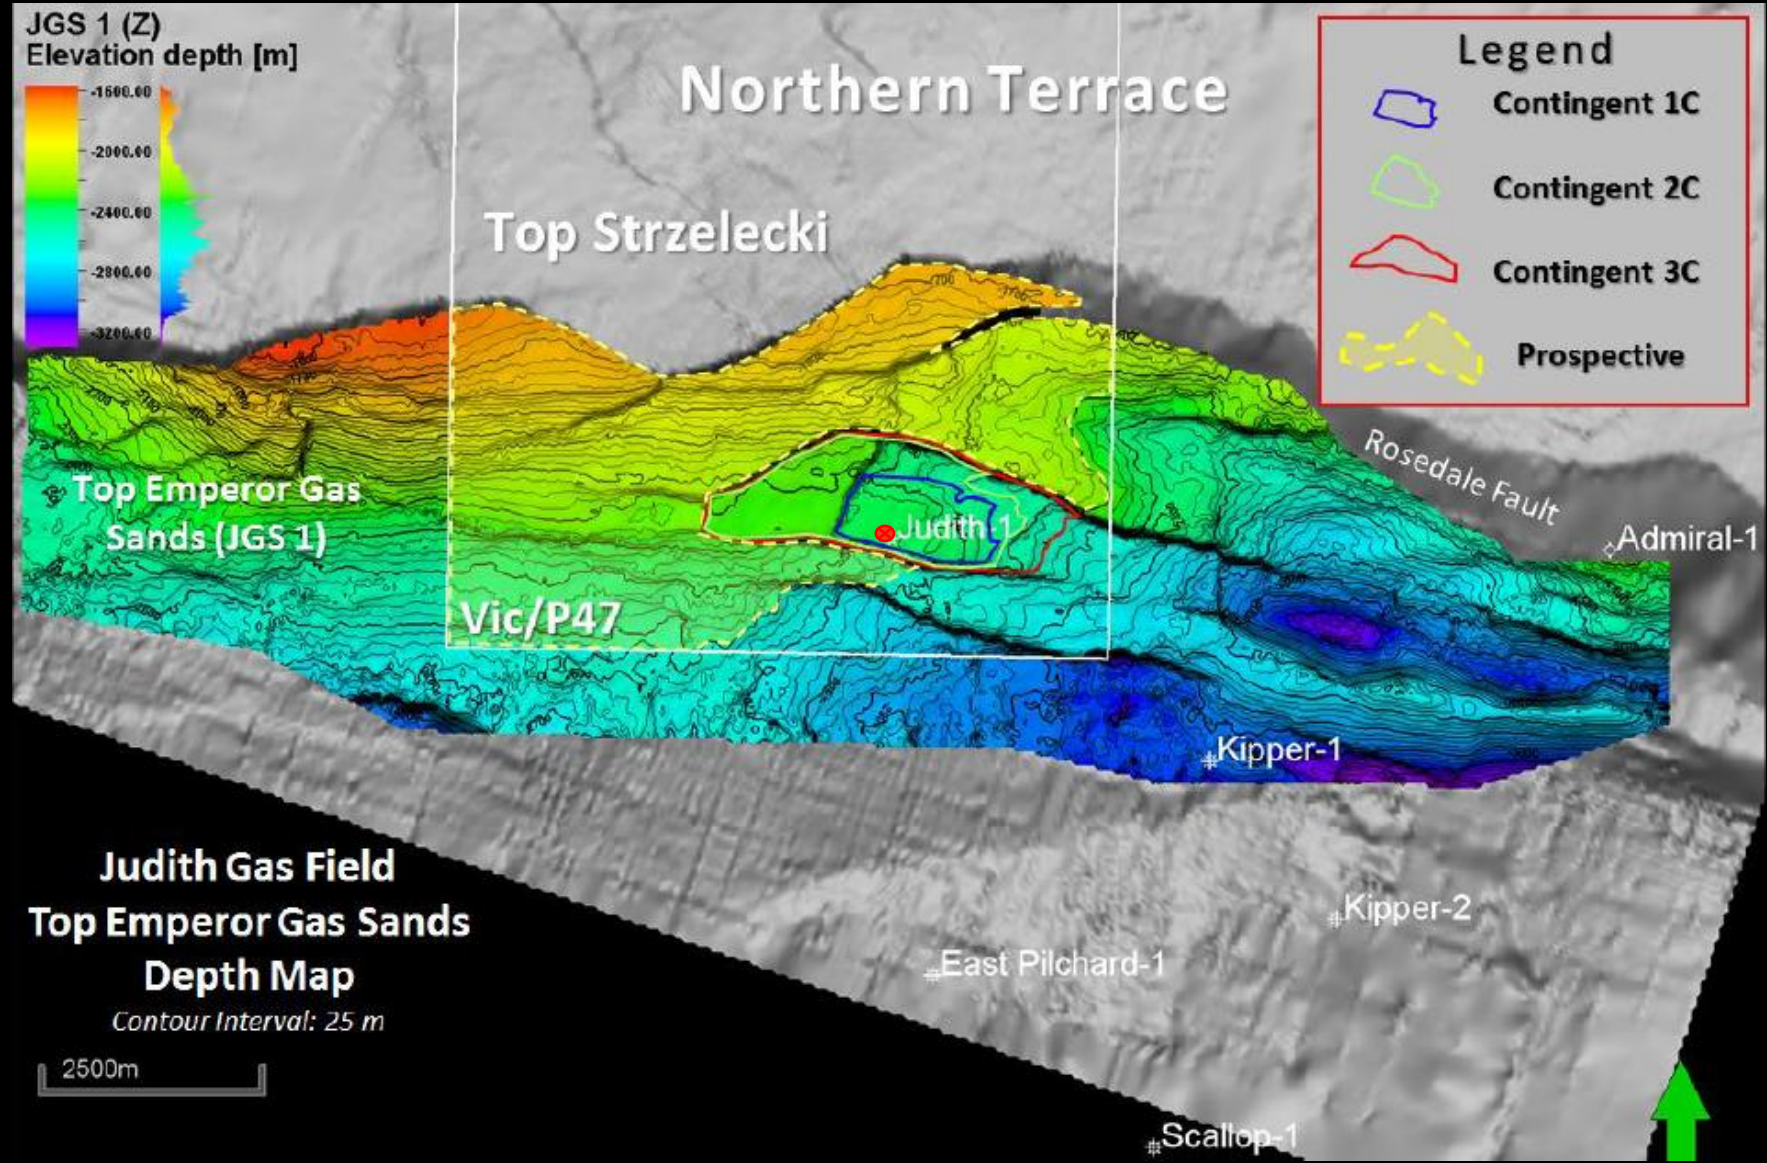 JGS 1 (Z)
Elevation depth [m]
-1600.00
-2000.00
-2400.00
-2800.00
-3200.00
Northern Terrace
Top Strzelecki
Legend
Contingent 1C
Contingent 2C
Contingent 3C
Prospective
Rosedale Fault
Admiral-1
Top Emperor Gas
Sands (JGS 1)
Judith-1
Vic/P47
Kipper-1
Kipper-2
East Pilchard-1
Scallop-1
Judith Gas Field
Top Emperor Gas Sands
Depth Map
Contour Interval: 25 m
2500m